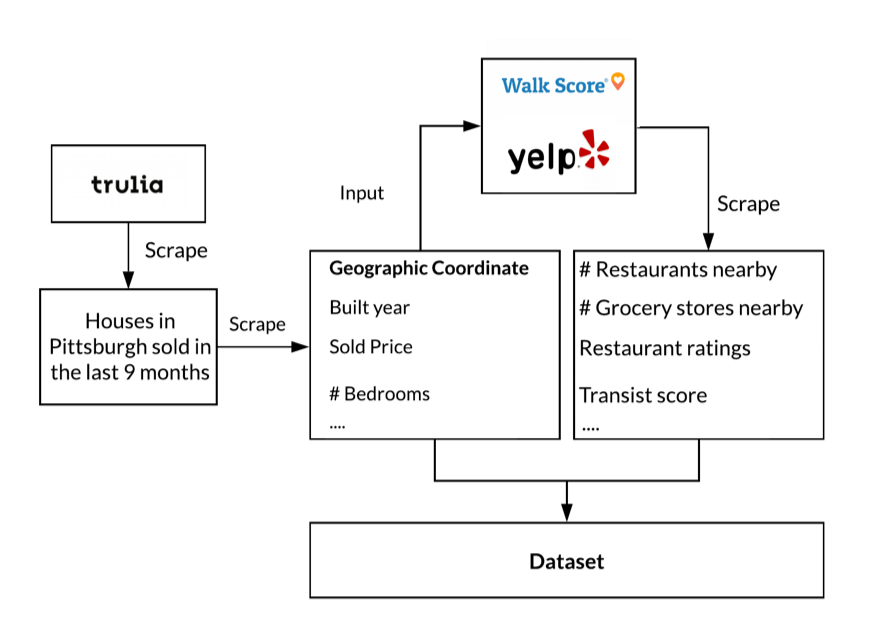 Walk Score
yelp
trulia
Input
Scrape
Scrape
Geographic Coordinate
Built year
Sold Price
# Bedrooms
....
# Restaurants nearby
# Grocery stores nearby
Restaurant ratings
Transist score
....
Houses in
Pittsburgh sold in
the last 9 months
Scrape
Dataset